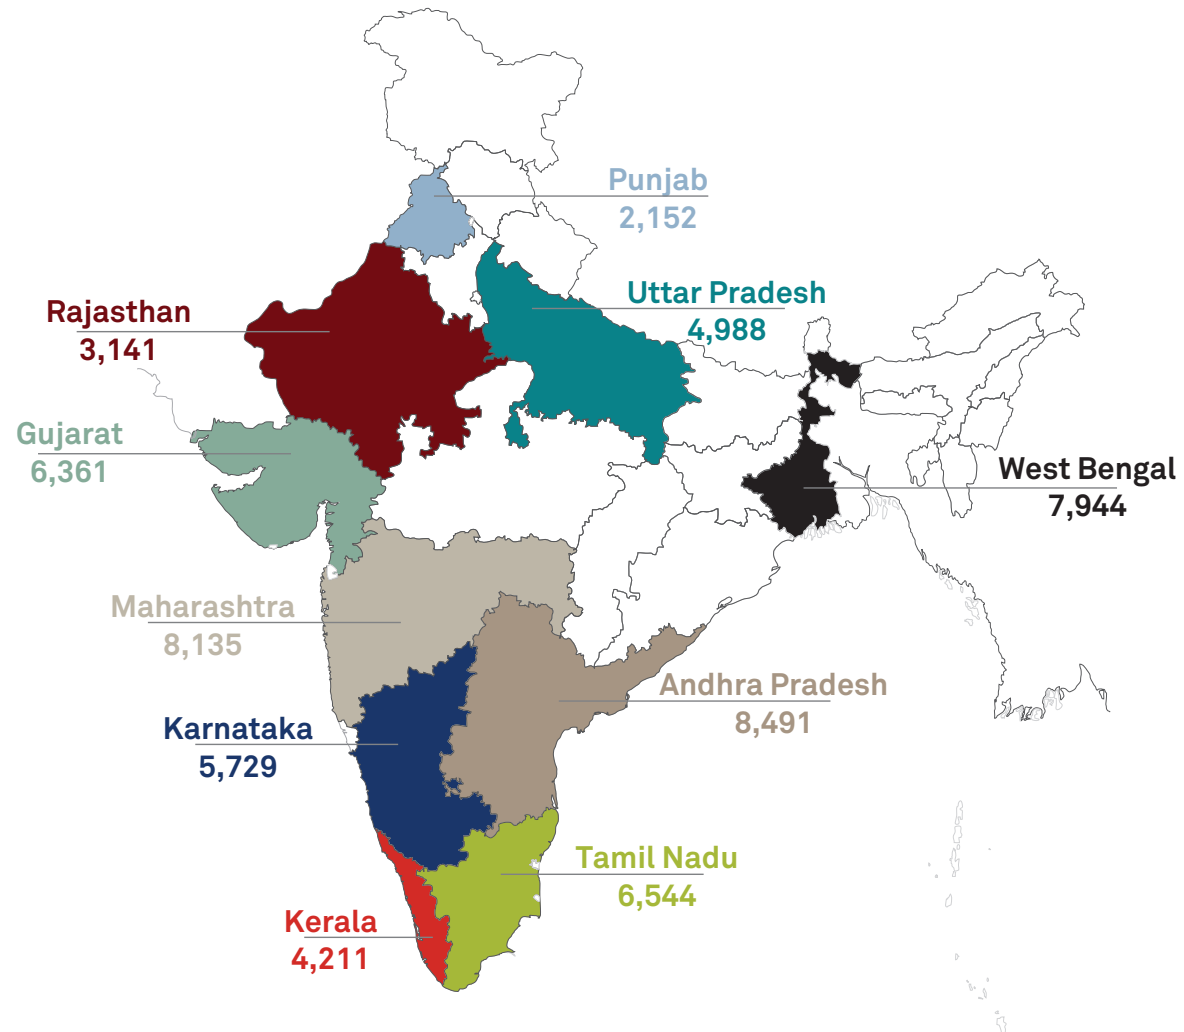 Punjab
2,152
Uttar Pradesh
4,988
Rajasthan
3,141
Gujarat
6,361
West Bengal
7,944
Maharashtra
8,135
Andhra Pradesh
8,491
Karnataka
5,729
Tamil Nadu
6,544
Kerala
4,211